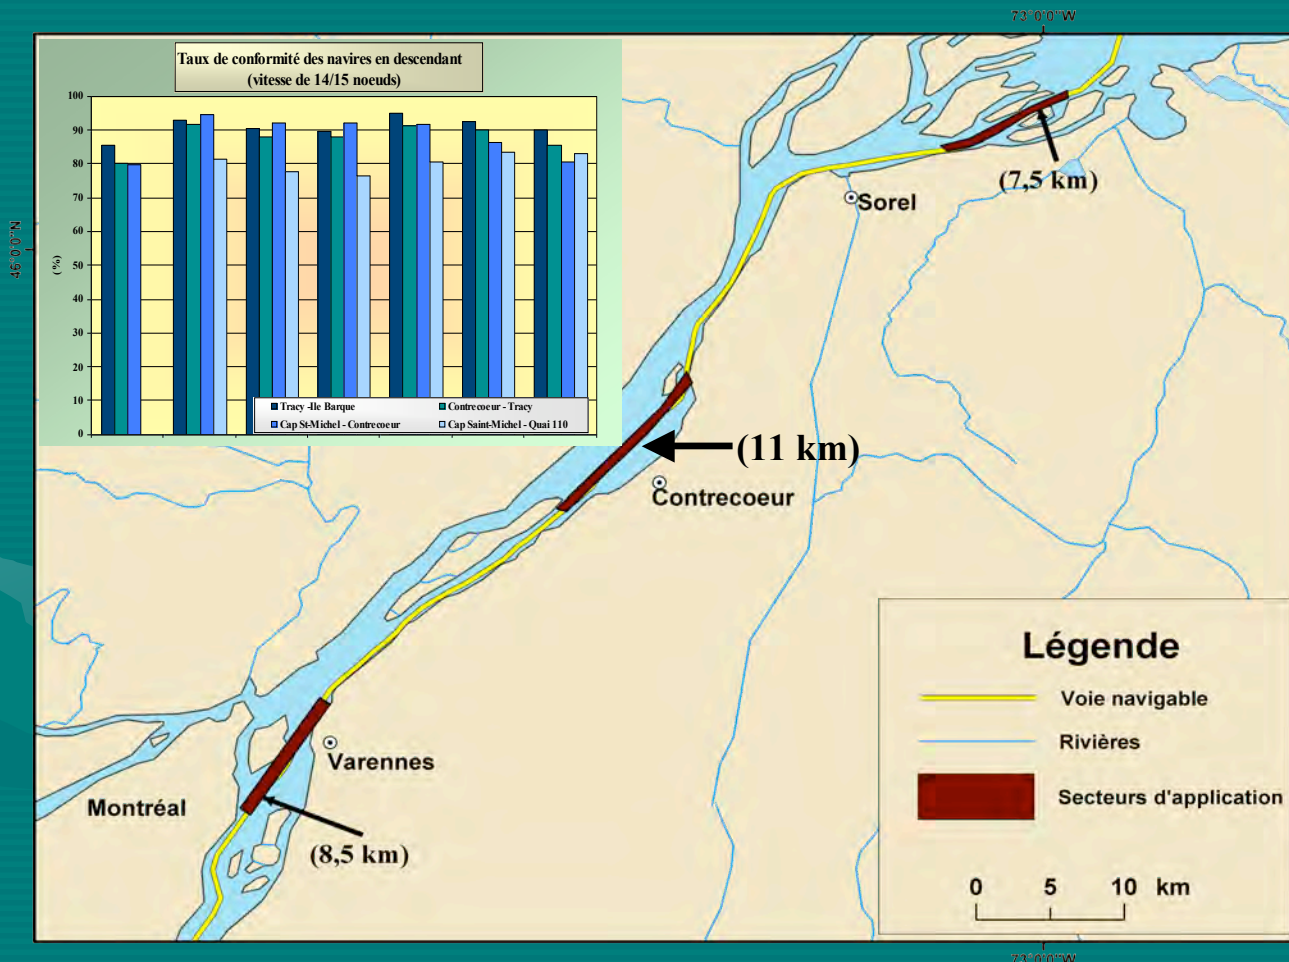 73°0'0"W
Taux de conformité des navires en descendant
(vitesse de 14/15 noeuds)
100
90
80
70
60
50
40
30
20
10
0
(%)
Tracy -Ile Barque
Contrecoeur - Tracy
Cap St-Michel - Contrecoeur
Cap Saint-Michel - Quai 110
46°0'0"N
(7,5 km)
Sorel
(11 km)
Contrecoeur
Varennes
Montréal
(8,5 km)
Légende
Voie navigable
Rivières
Secteurs d'application
0 5 10 km
73°0'0"W